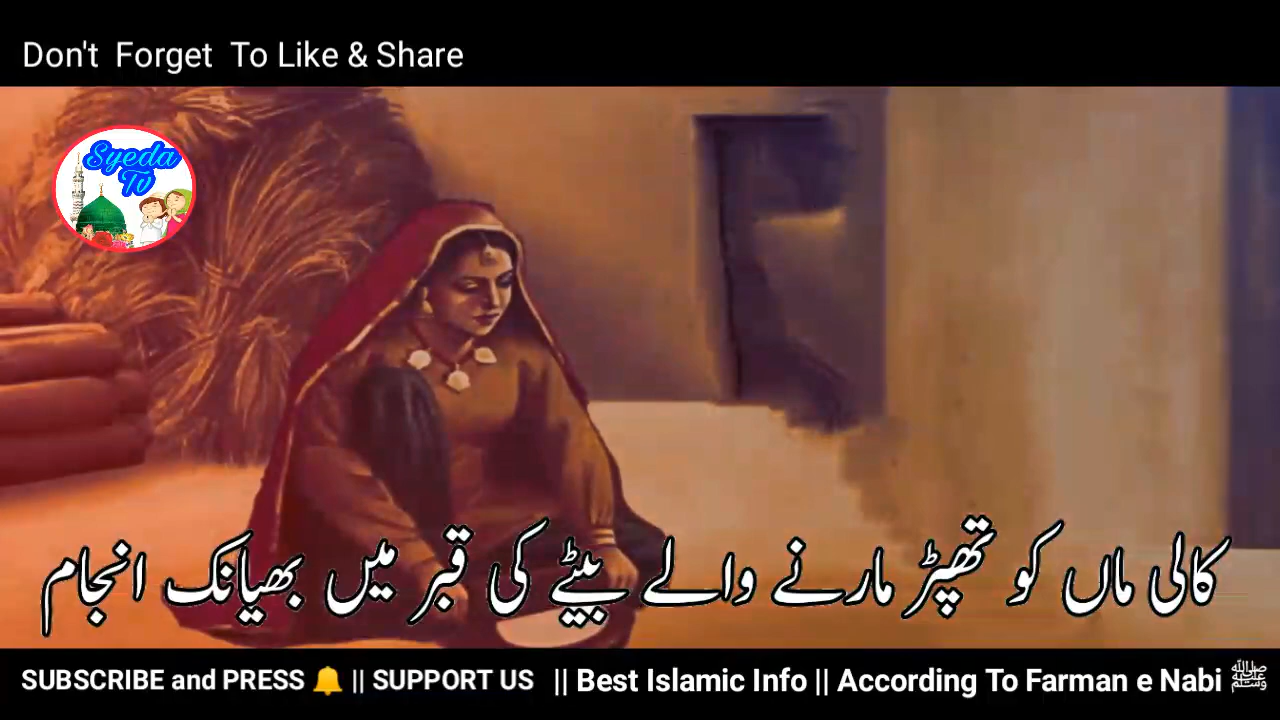 Don't Forget To Like & Share
Syeda
Tv
کالی ماں کو تھپڑ مارنے والے بیٹے کی قبر میں بھیانک انجام
SUBSCRIBE and PRESS 🔔 || SUPPORT US || Best Islamic Info || According To Farman e Nabi ﷺ